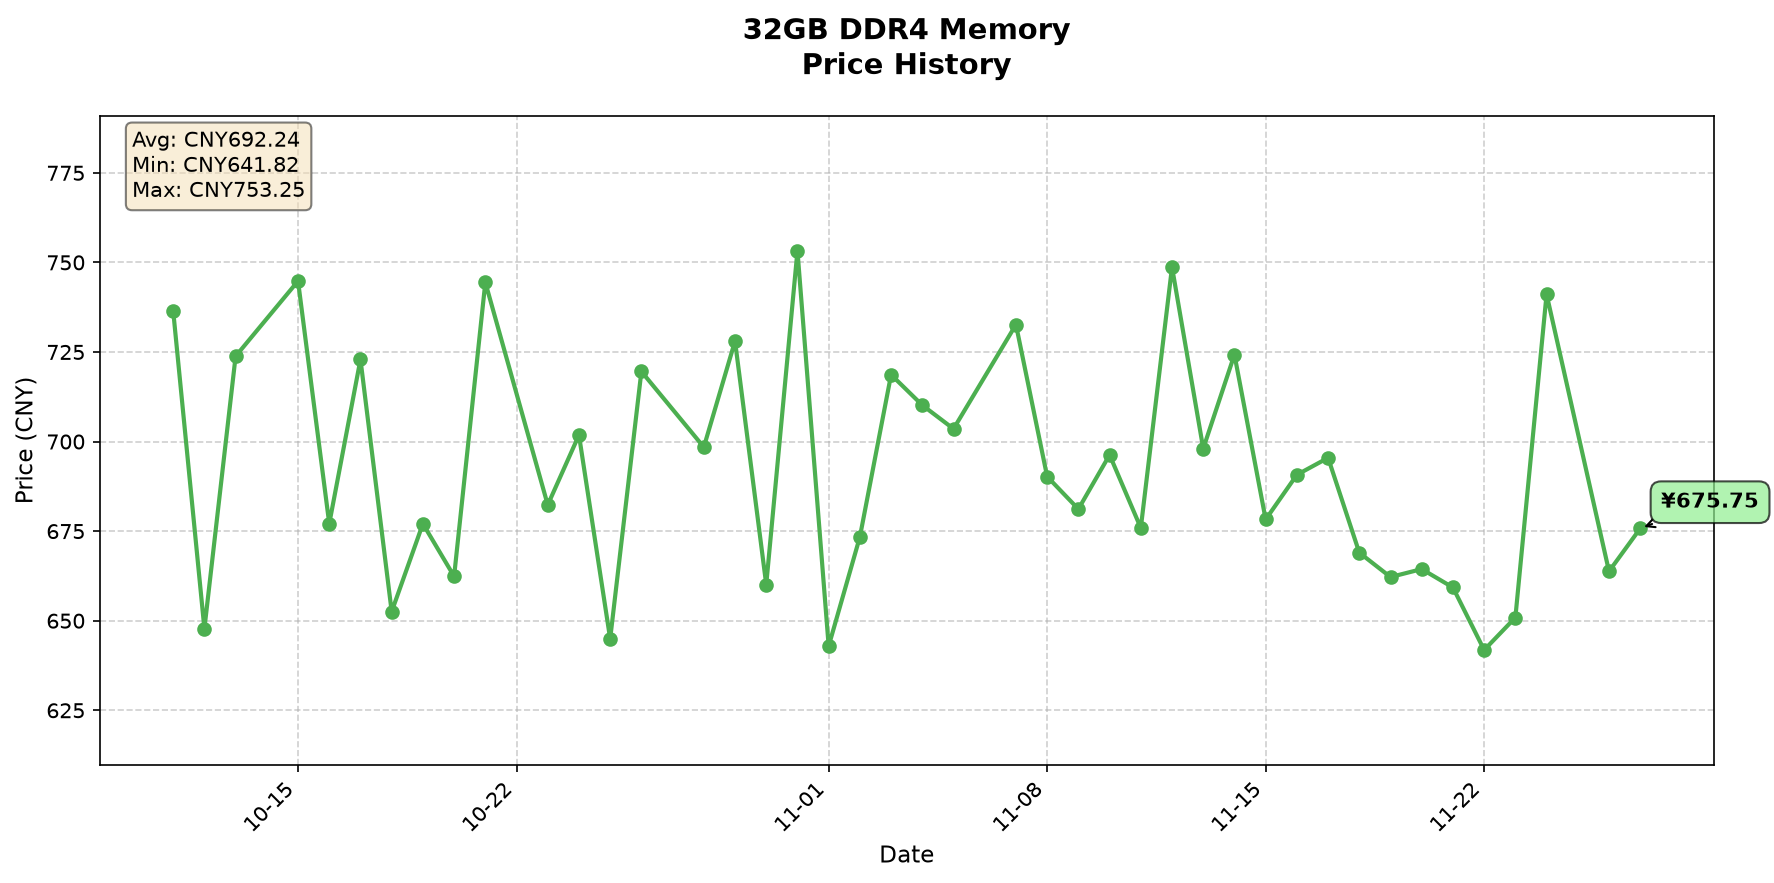 32GB DDR4 Memory
Price History
Avg: CNY692.24
Min: CNY641.82
Max: CNY753.25
775
750
725
700
675
650
625
Price (CNY)
¥675.75
10-15
10-22
11-01
11-08
11-15
11-22
Date